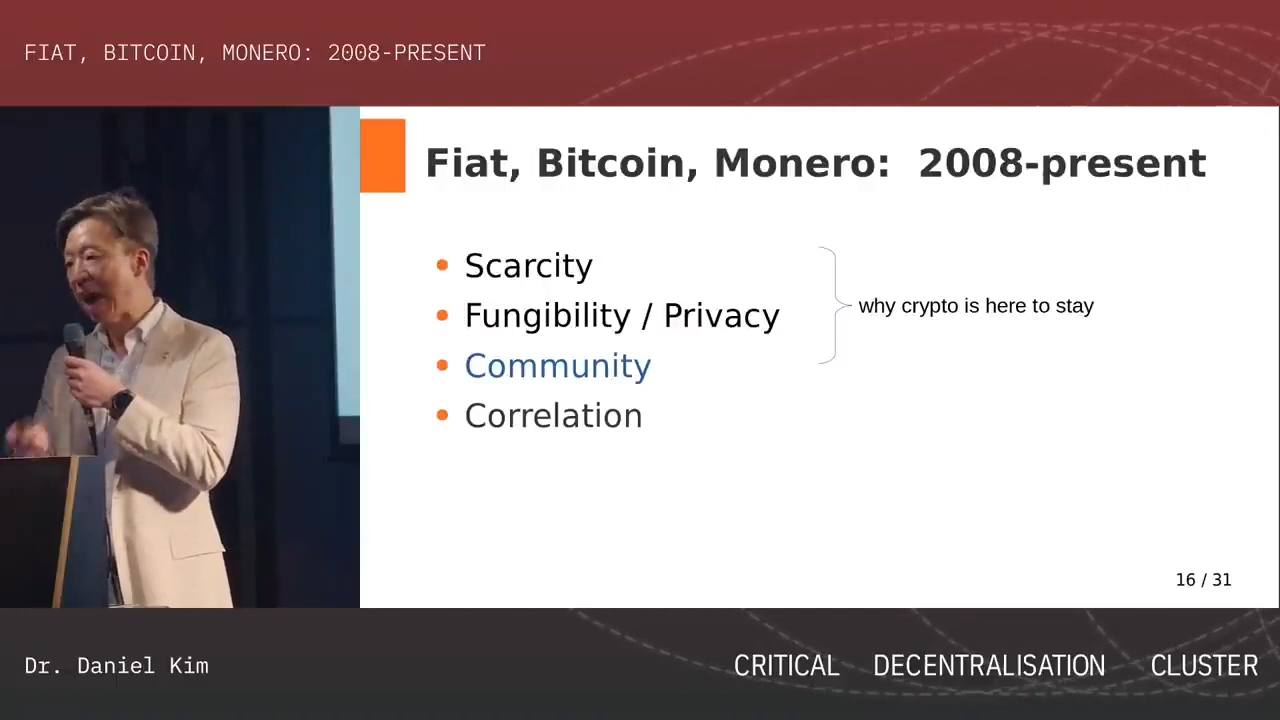 FIAT, BITCOIN, MONERO: 2008-PRESENT
Fiat, Bitcoin, Monero: 2008-present
Scarcity
Fungibility / Privacy
Community
Correlation
why crypto is here to stay
16 / 31
Dr. Daniel Kim
CRITICAL DECENTRALISATION CLUSTER